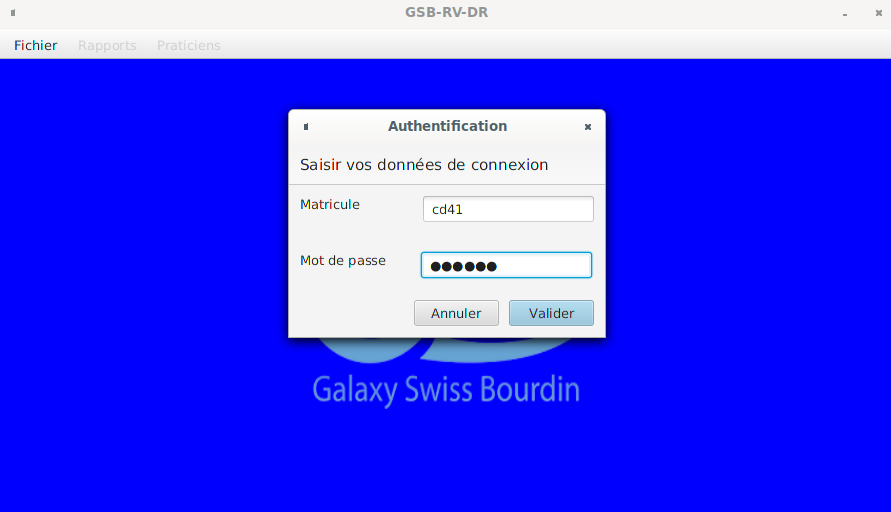 GSB-RV-DR
Fichier Rapports Praticiens
Authentification
Saisir vos données de connexion
Matricule cd41
Mot de passe ●●●●●●
Annuler Valider
Galaxy Swiss Bourdin